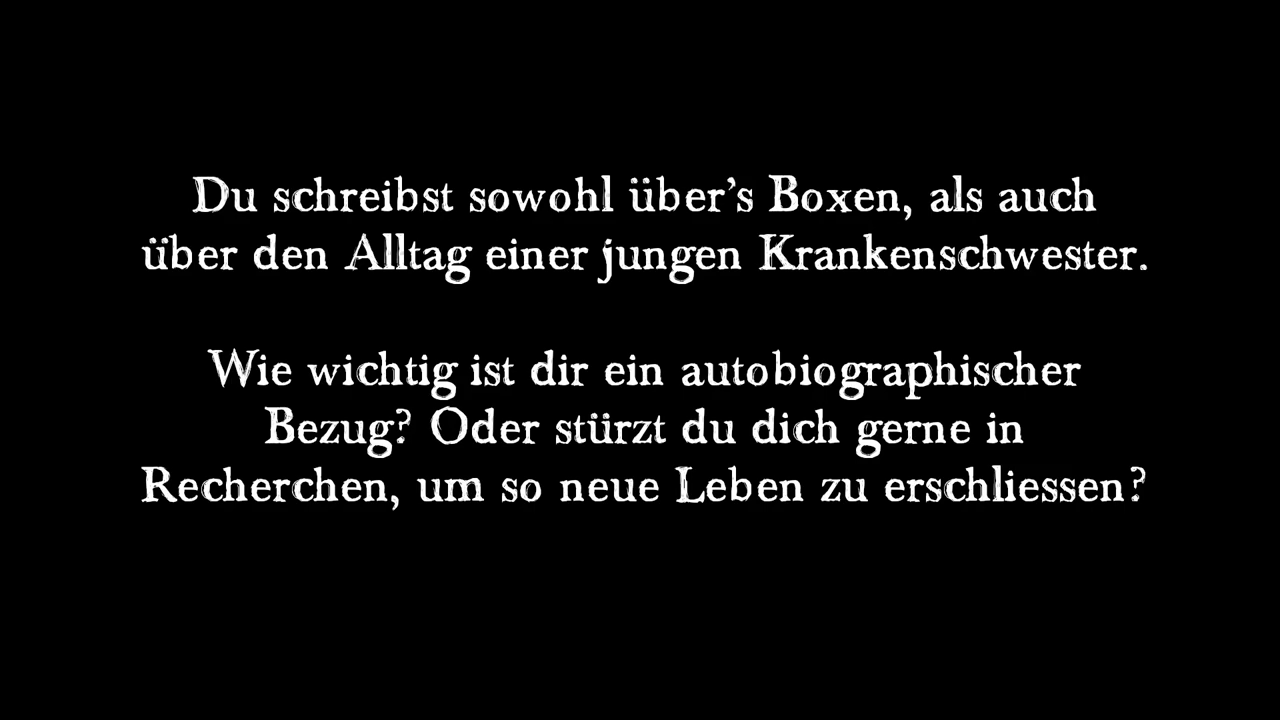 Du schreibst sowohl über's Boxen, als auch
über den Alltag einer jungen Krankenschwester.
Wie wichtig ist dir ein autobiographischer
Bezug? Oder stürzt du dich gerne in
Recherchen, um so neue Leben zu erschliessen?